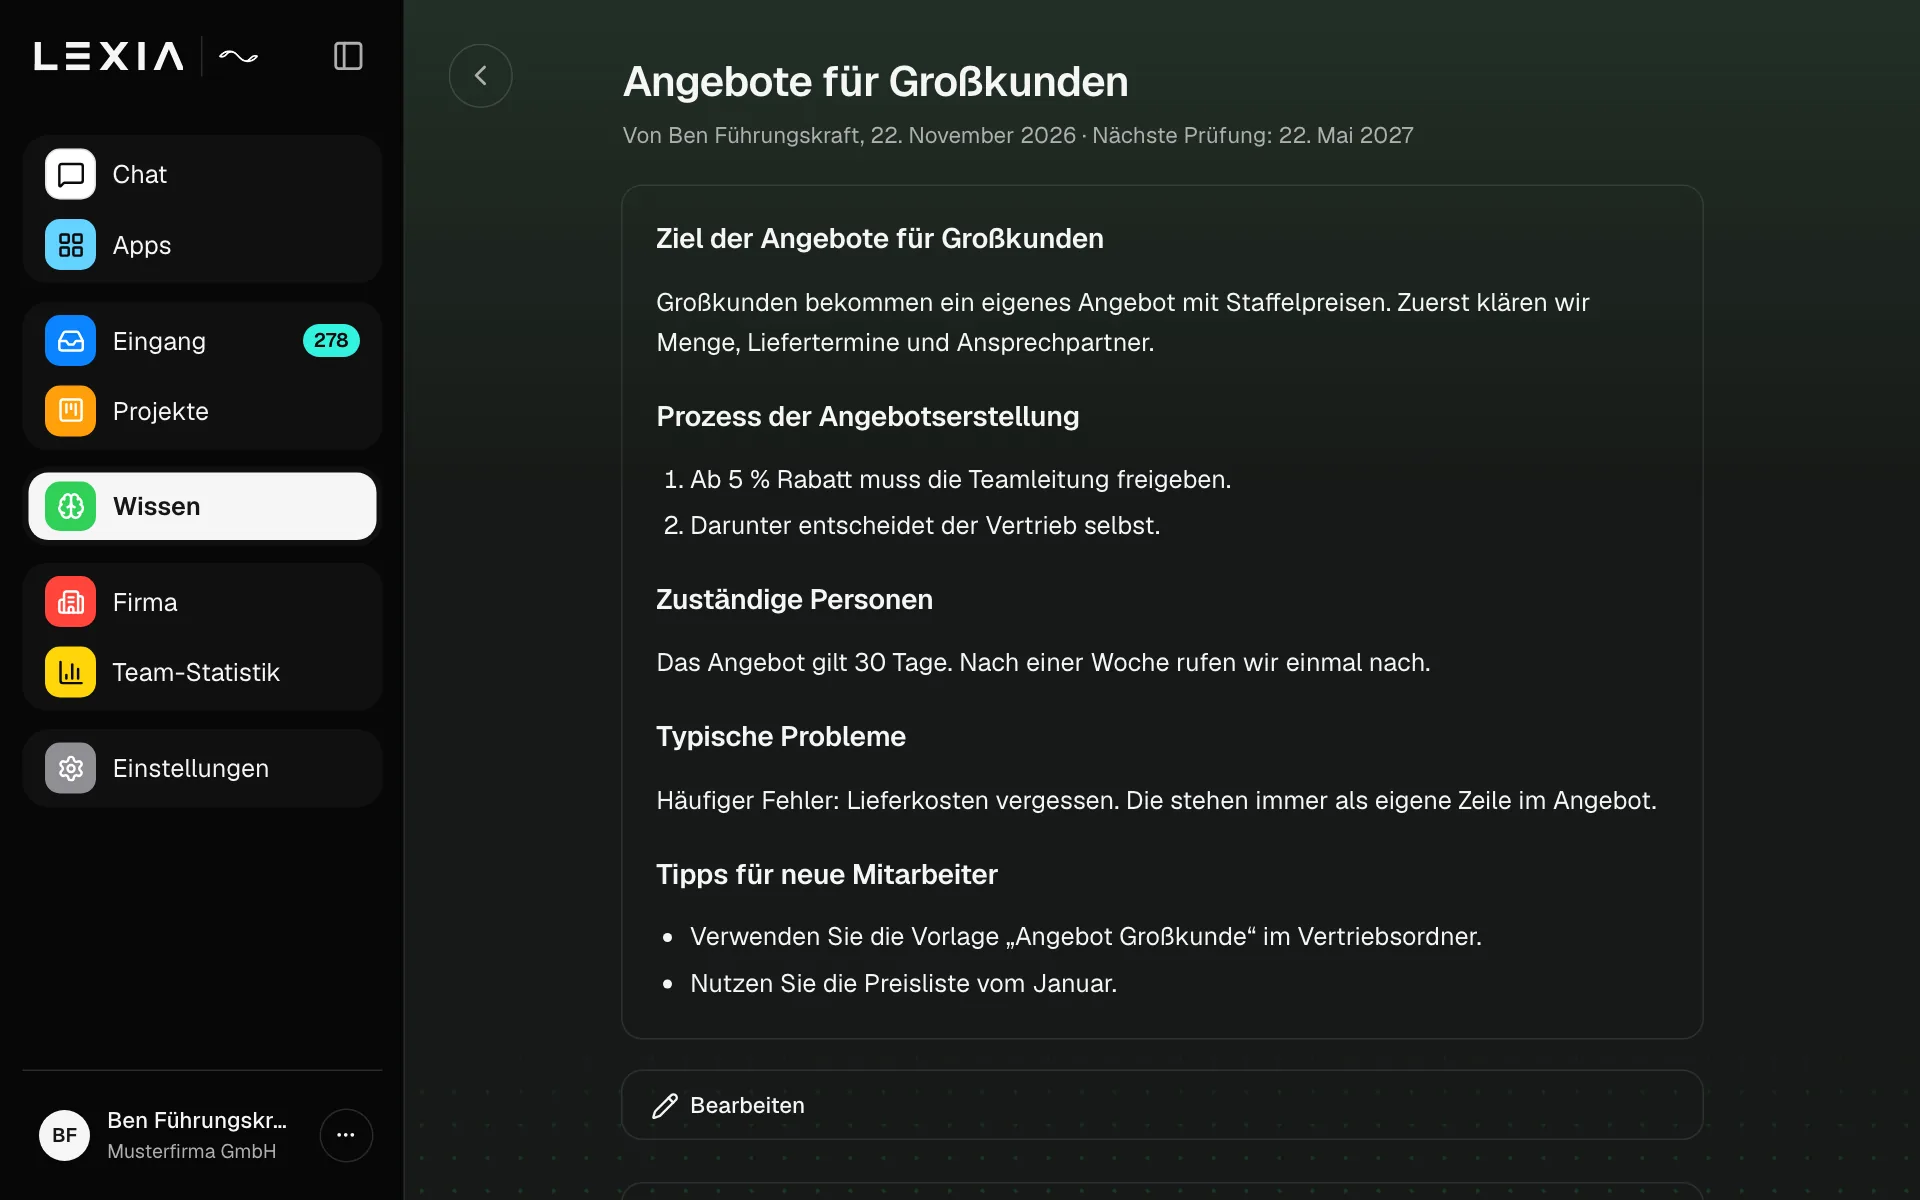 LEXIA
Chat
Apps
Eingang 278
Projekte
Wissen
Firma
Team-Statistik
Einstellungen
BF
Ben Führungskr...
Musterfirma GmbH
Angebote für Großkunden
Von Ben Führungskraft, 22. November 2026 · Nächste Prüfung: 22. Mai 2027
Ziel der Angebote für Großkunden
Großkunden bekommen ein eigenes Angebot mit Staffelpreisen. Zuerst klären wir
Menge, Liefertermine und Ansprechpartner.
Prozess der Angebotserstellung
1. Ab 5 % Rabatt muss die Teamleitung freigeben.
2. Darunter entscheidet der Vertrieb selbst.
Zuständige Personen
Das Angebot gilt 30 Tage. Nach einer Woche rufen wir einmal nach.
Typische Probleme
Häufiger Fehler: Lieferkosten vergessen. Die stehen immer als eigene Zeile im Angebot.
Tipps für neue Mitarbeiter
• Verwenden Sie die Vorlage „Angebot Großkunde“ im Vertriebsordner.
• Nutzen Sie die Preisliste vom Januar.
Bearbeiten